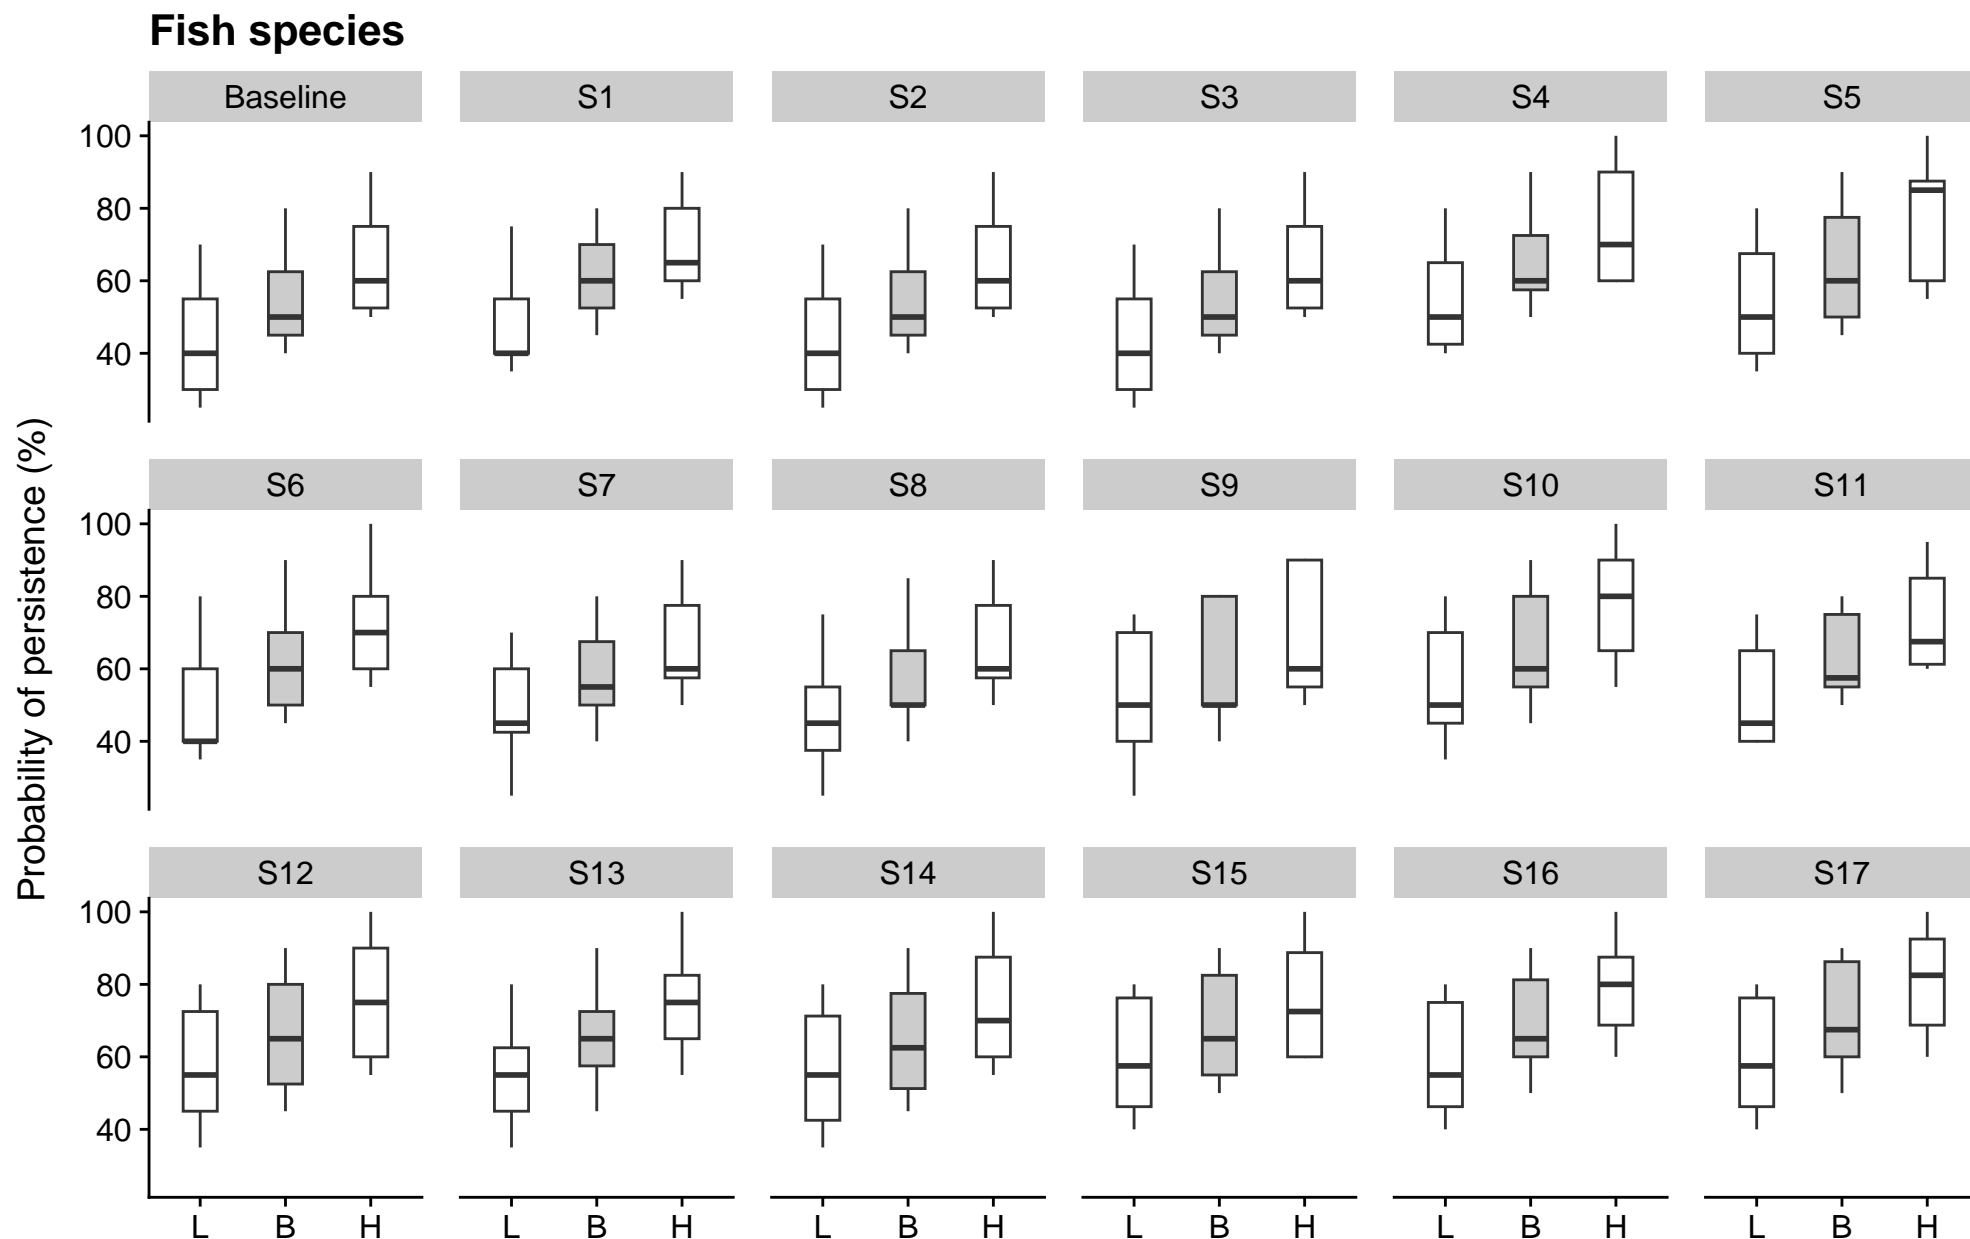 Fish species
Baseline S1 S2 S3 S4 S5
100
80
60
40
Probability of persistence (%)
S6 S7 S8 S9 S10 S11
100
80
60
40
S12 S13 S14 S15 S16 S17
100
80
60
40
L B H L B H L B H L B H L B H L B H